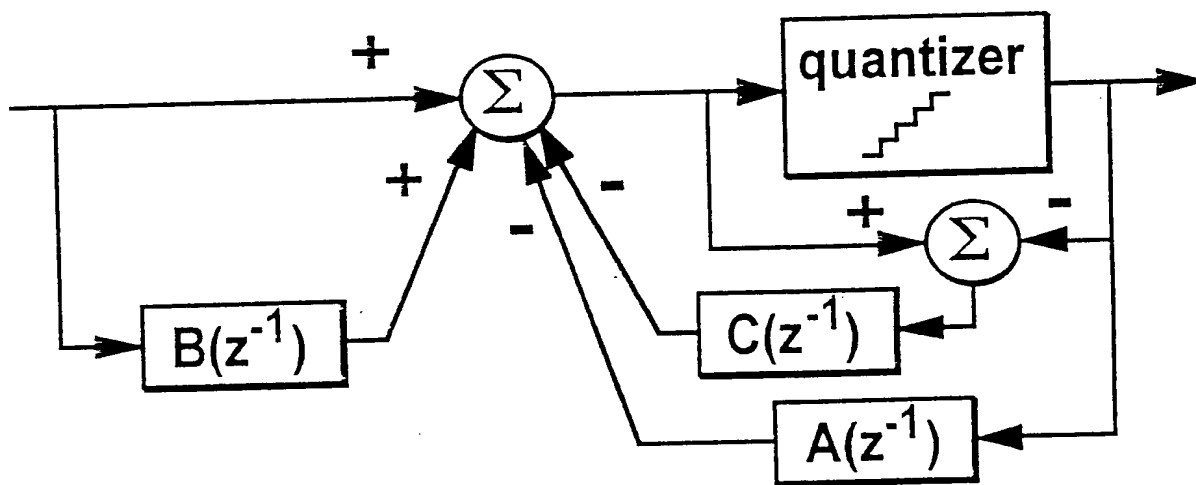 +
Σ
quantizer
+
-
-
+
Σ
-
B(z⁻¹)
C(z⁻¹)
A(z⁻¹)